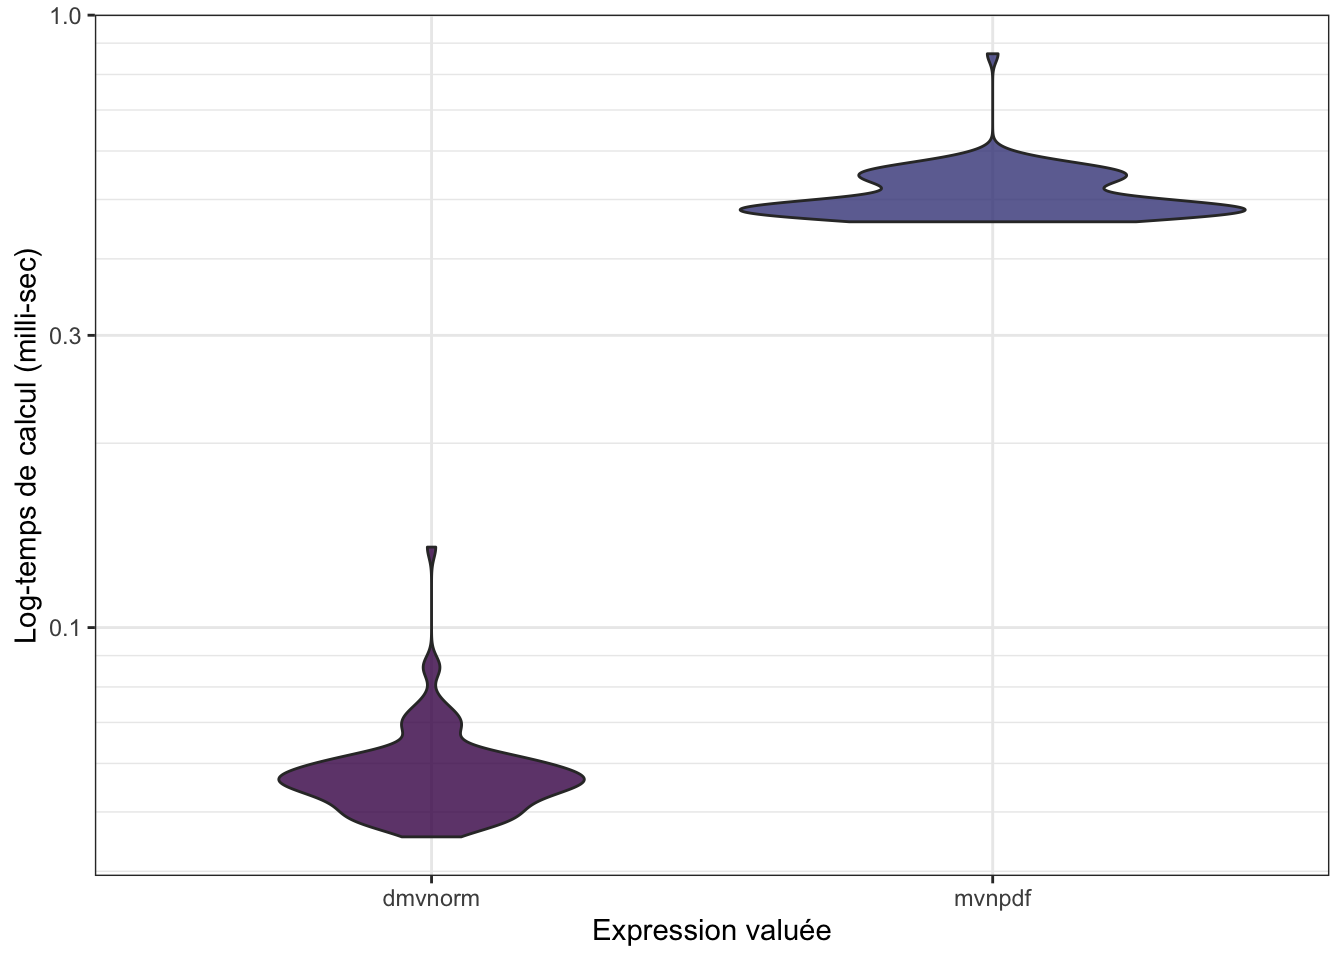 1.0
0.3
0.1
Log-temps de calcul (milli-sec)
dmvnorm
mvnpdf
Expression valuée